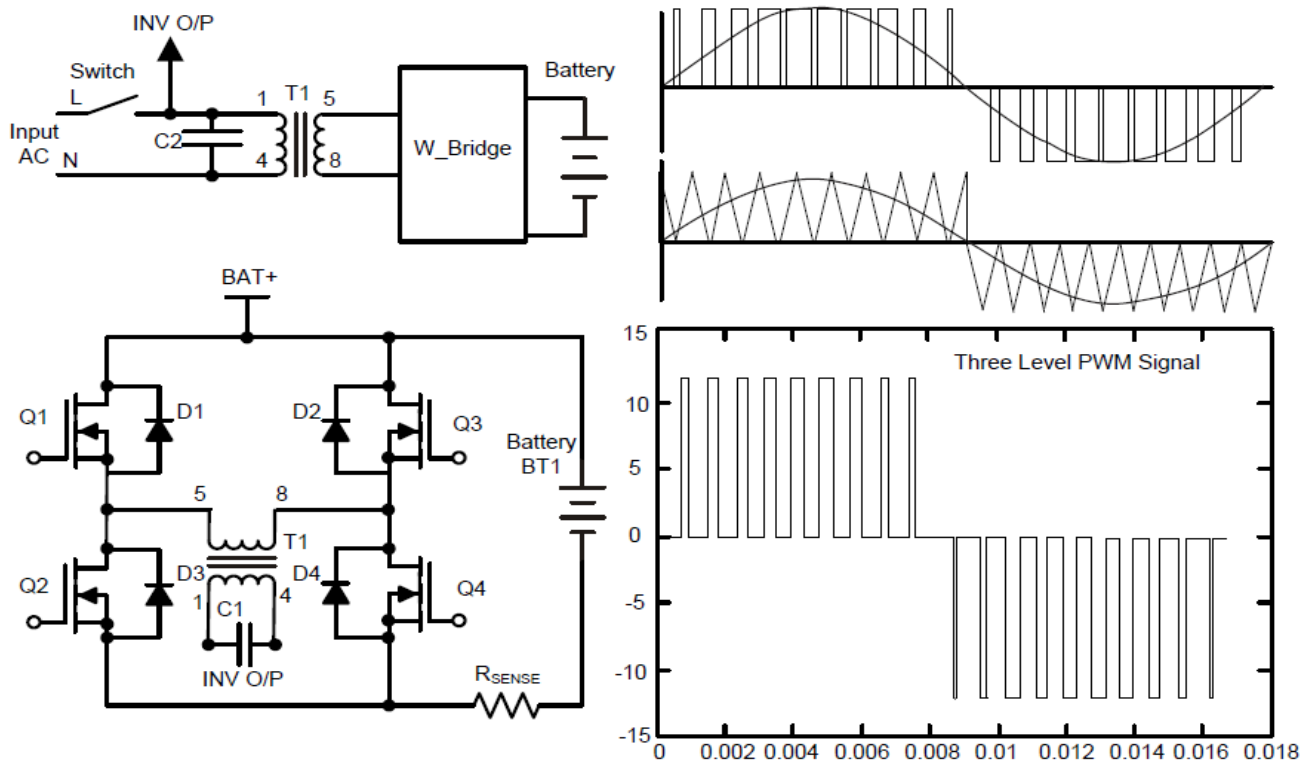 INV O/P
Switch
L
1 T1 5
Battery
Input
AC
C2
W_Bridge
N
4 8
BAT+
Q1
D1
D2
Q3
Battery
BT1
5 8
T1
Q2
D3
D4
Q4
1 C1 4
INV O/P
RSENSE
Three Level PWM Signal
15
10
5
0
-5
-10
-15
0 0.002 0.004 0.006 0.008 0.01 0.012 0.014 0.016 0.018